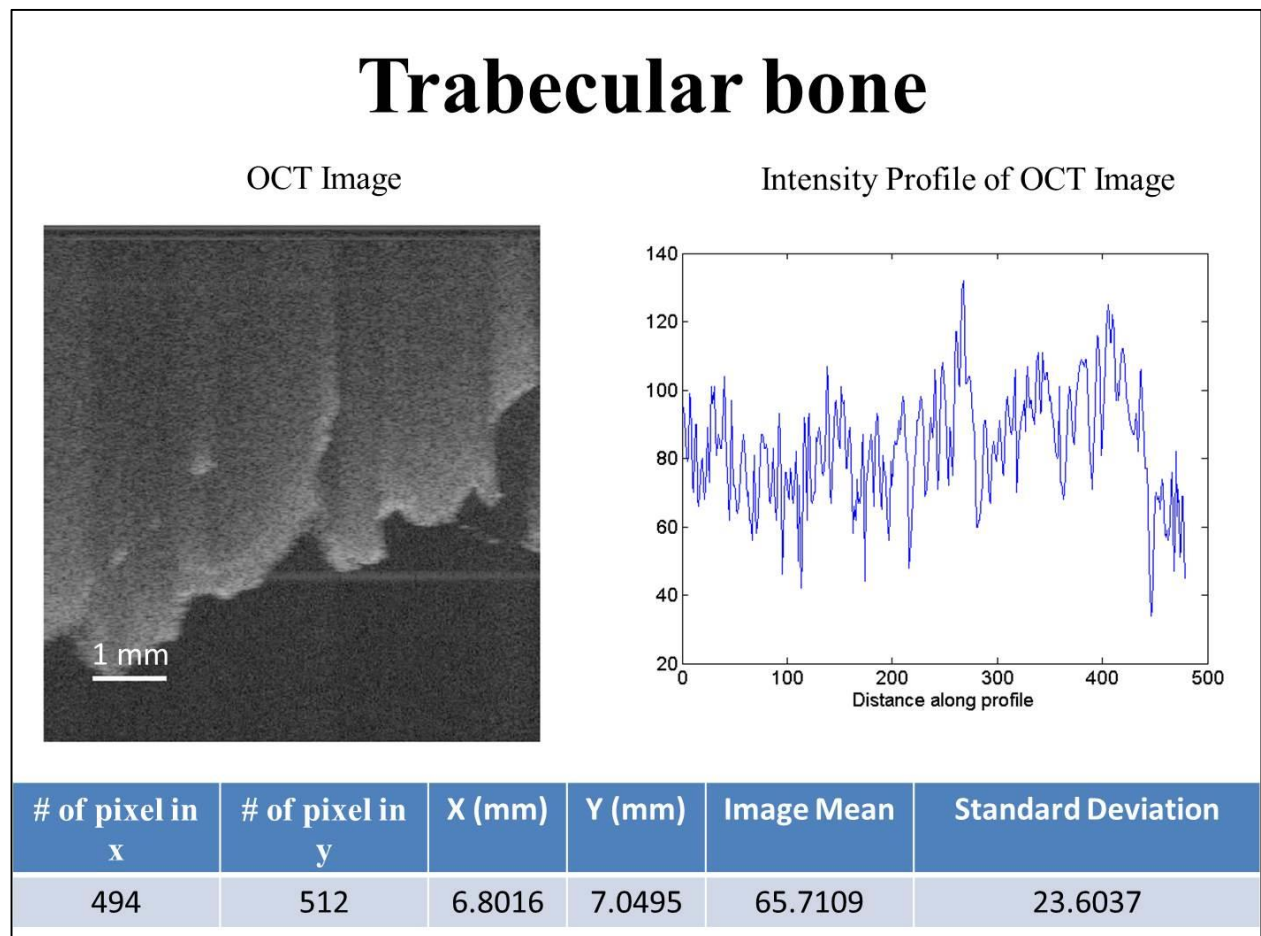 Trabecular bone
OCT Image
Intensity Profile of OCT Image
1 mm
140
120
100
80
60
40
20
0 100 200 300 400 500
Distance along profile
# of pixel in x # of pixel in y X (mm) Y (mm) Image Mean Standard Deviation
494 512 6.8016 7.0495 65.7109 23.6037